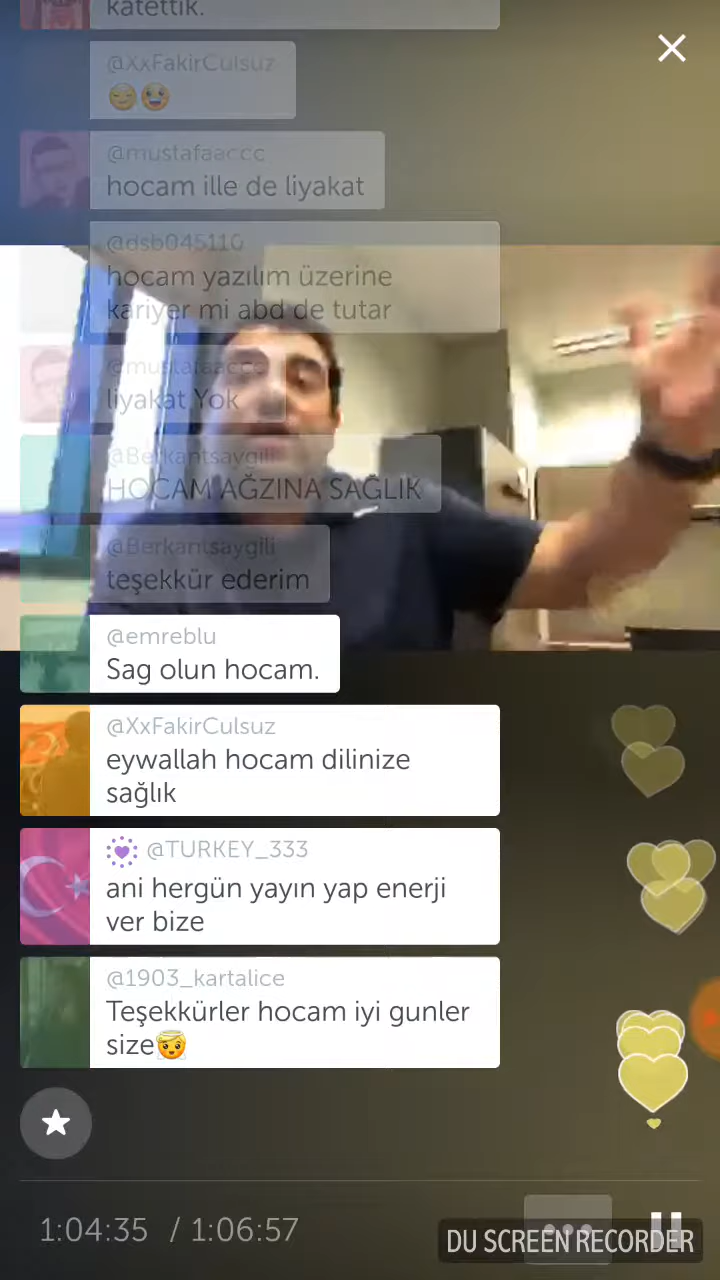 katettik.
@XxFakirCulsuz
@mustafaaccc
hocam ille de liyakat
@dsb045110
hocam yazılım üzerine
kariyer mi abd de tutar
@mustafaaccc
liyakat Yok
@Berkantsaygili
HOCAM AĞZINA SAĞLIK
@Berkantsaygili
teşekkür ederim
@emreblu
Sag olun hocam.
@XxFakirCulsuz
eywallah hocam dilinize
sağlık
@TURKEY_333
ani hergün yayın yap enerji
ver bize
@1903_kartalice
Teşekkürler hocam iyi gunler
size
1:04:35 / 1:06:57
DU SCREEN RECORDER